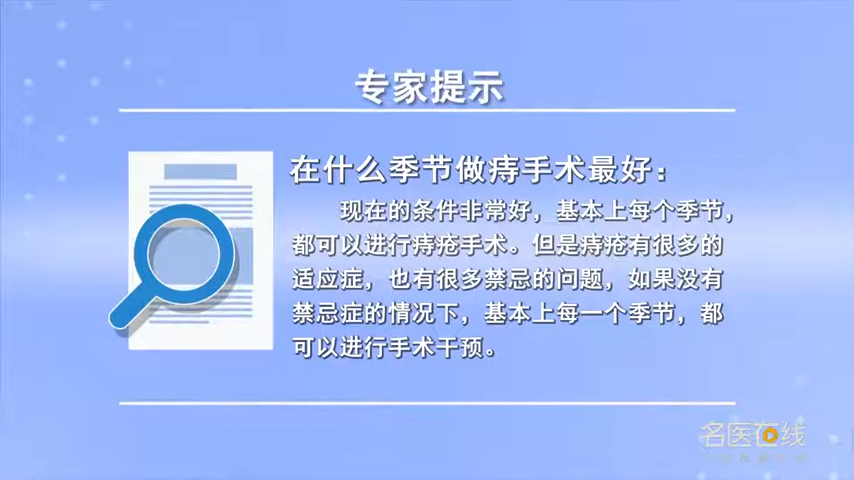 专家提示
在什么季节做痔手术最好：
现在的条件非常好，基本上每个季节，
都可以进行痔疮手术。但是痔疮有很多的
适应症，也有很多禁忌的问题，如果没有
禁忌症的情况下，基本上每一个季节，都
可以进行手术干预。
名医在线